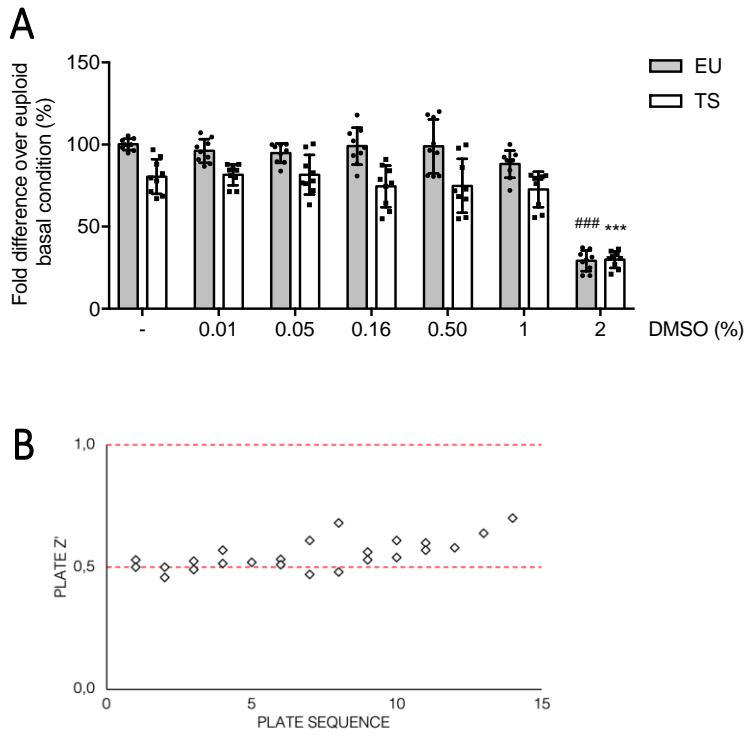 A
Fold difference over euploid
basal condition (%)
150
100
50
0
EU
TS
###
***
- 0.01 0.05 0.16 0.50 1 2 DMSO (%)
B
PLATE Z'
1,0
0,5
0,0
0 5 10 15
PLATE SEQUENCE